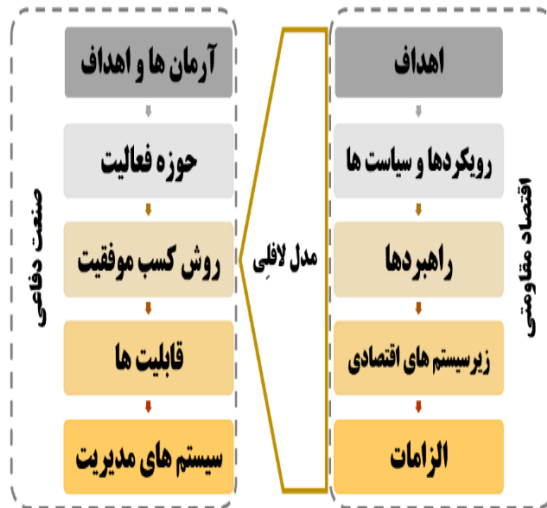 اقتصاد مقاومتی
اهداف
رویکردها و سیاست ها
راهبردها
زیرسیستم های اقتصادی
الزامات
مدل لافلِی
صنعت دفاعی
آرمان ها و اهداف
حوزه فعالیت
روش کسب موفقیت
قابلیت ها
سیستم های مدیریت